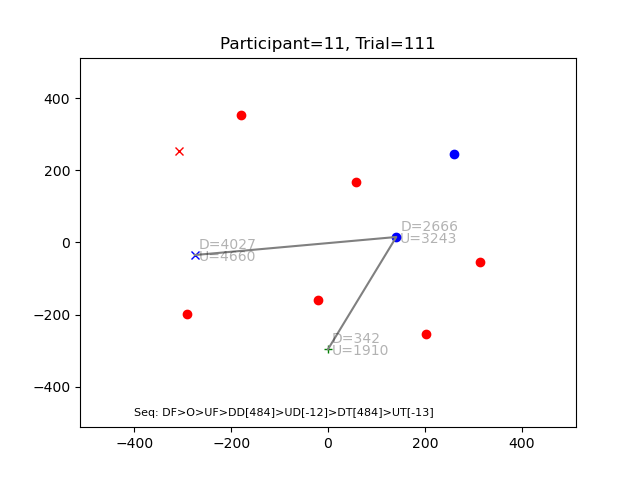 Participant=11, Trial=111
400
200
0
−200
−400
D=2666
U=3243
D=4027
U=4660
D=342
U=1910
Seq: DF>O>UF>DD[484]>UD[-12]>DT[484]>UT[-13]
−400
−200
0
200
400